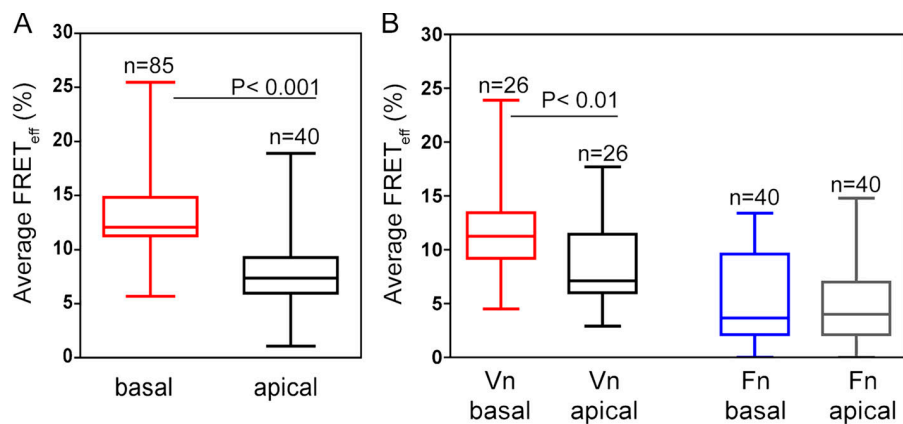 A
Average FRETeff (%)
30
25
20
15
10
5
0
n=85
P< 0.001
n=40
basal
apical
B
Average FRETeff (%)
30
25
20
15
10
5
0
n=26
P< 0.01
n=26
n=40
n=40
Vn
basal
Vn
apical
Fn
basal
Fn
apical